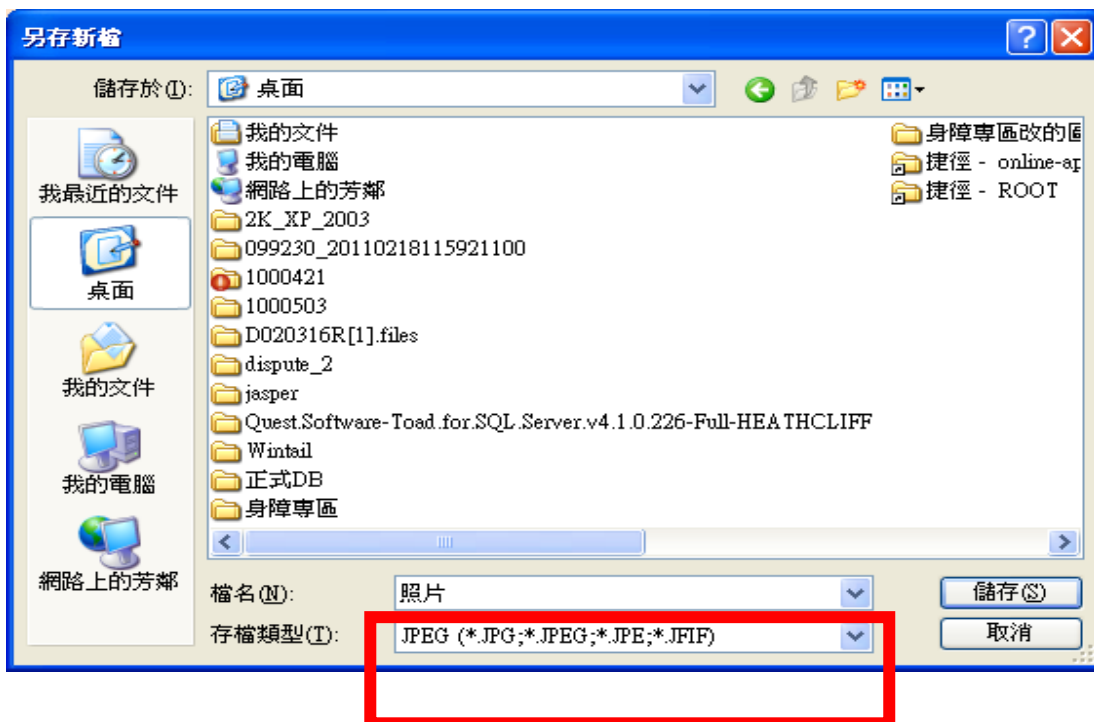 另存新檔
儲存於(I):
桌面
我最近的文件
桌面
我的文件
我的電腦
網路上的芳鄰
我的文件
我的電腦
網路上的芳鄰
2K_XP_2003
099230_20110218115921100
1000421
1000503
D020316R[1].files
dispute_2
jasper
Quest.Software-Toad.for.SQL.Server.v4.1.0.226-Full-HEATHCLIFF
Wintail
正式DB
身障專區
身障專區改的
捷徑 - online-ap
捷徑 - ROOT
檔名(N):
照片
儲存(S)
存檔類型(T):
JPEG (*.JPG;*.JPEG;*.JPE;*.JFIF)
取消